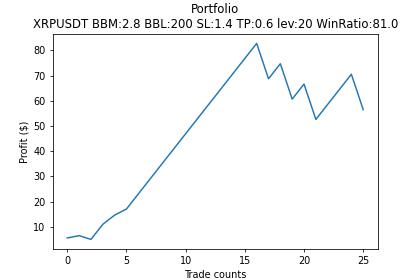 Portfolio
XRPUSDT BBM:2.8 BBL:200 SL:1.4 TP:0.6 lev:20 WinRatio:81.0
80
70
60
50
40
30
20
10
Profit ($)
0 5 10 15 20 25
Trade counts